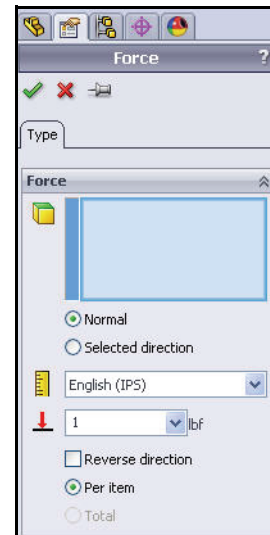 Force ?
Type
Force
Normal
Selected direction
English (IPS)
1 lbf
Reverse direction
Per item
Total